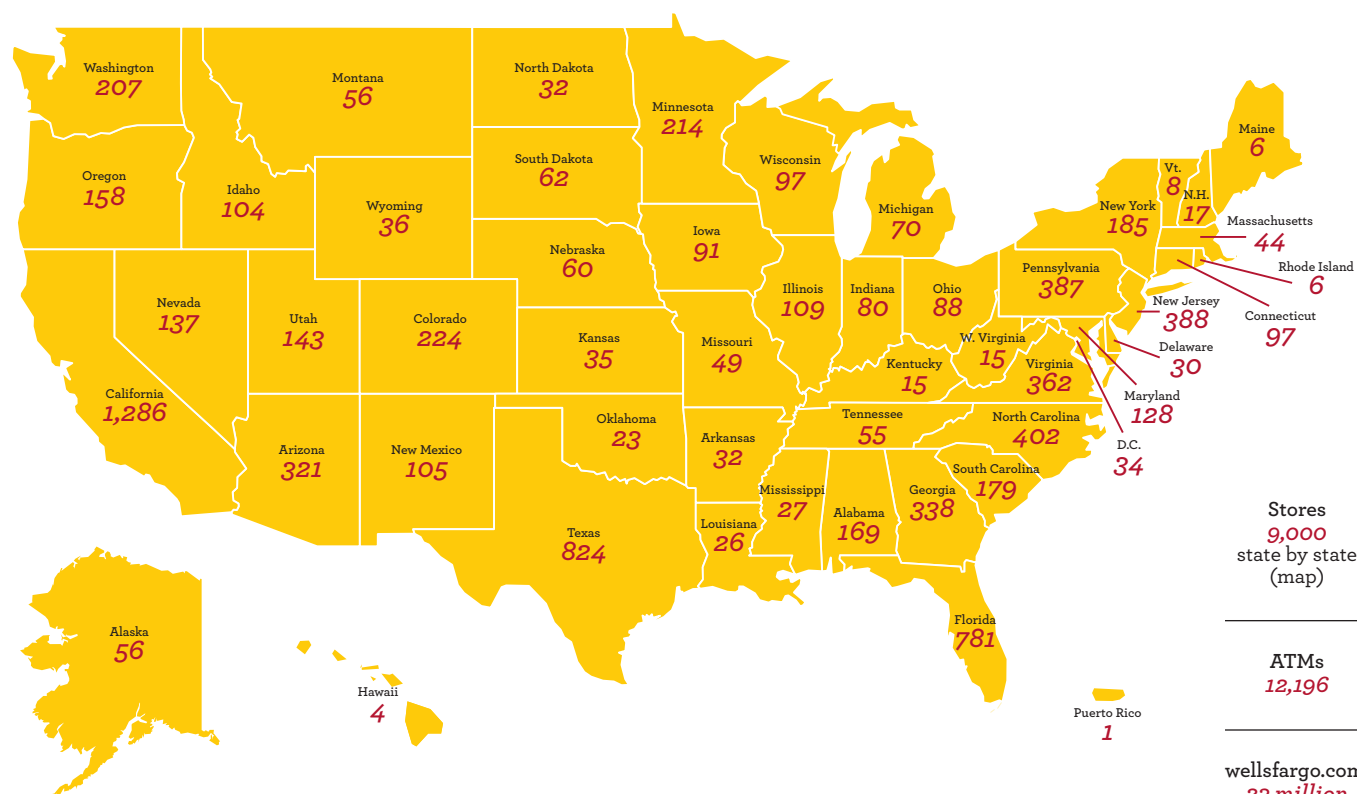 Washington
207
Montana
56
North Dakota
32
Minnesota
214
Oregon
158
Idaho
104
Wyoming
36
South Dakota
62
Wisconsin
97
Michigan
70
Maine
6
Vt.
8
N.H.
17
New York
185
Massachusetts
44
Rhode Island
6
Connecticut
97
Nebraska
60
Iowa
91
Illinois
109
Indiana
80
Ohio
88
Pennsylvania
387
New Jersey
388
Delaware
30
Maryland
128
D.C.
34
Nevada
137
Utah
143
Colorado
224
Kansas
35
Missouri
49
Kentucky
15
W. Virginia
15
Virginia
362
California
1,286
Arizona
321
New Mexico
105
Oklahoma
23
Arkansas
32
Tennessee
55
North Carolina
402
South Carolina
179
Texas
824
Louisiana
26
Mississippi
27
Alabama
169
Georgia
338
Florida
781
Alaska
56
Hawaii
4
Puerto Rico
1
Stores
9,000
state by state
(map)
ATMs
12,196
wellsfargo.com
million